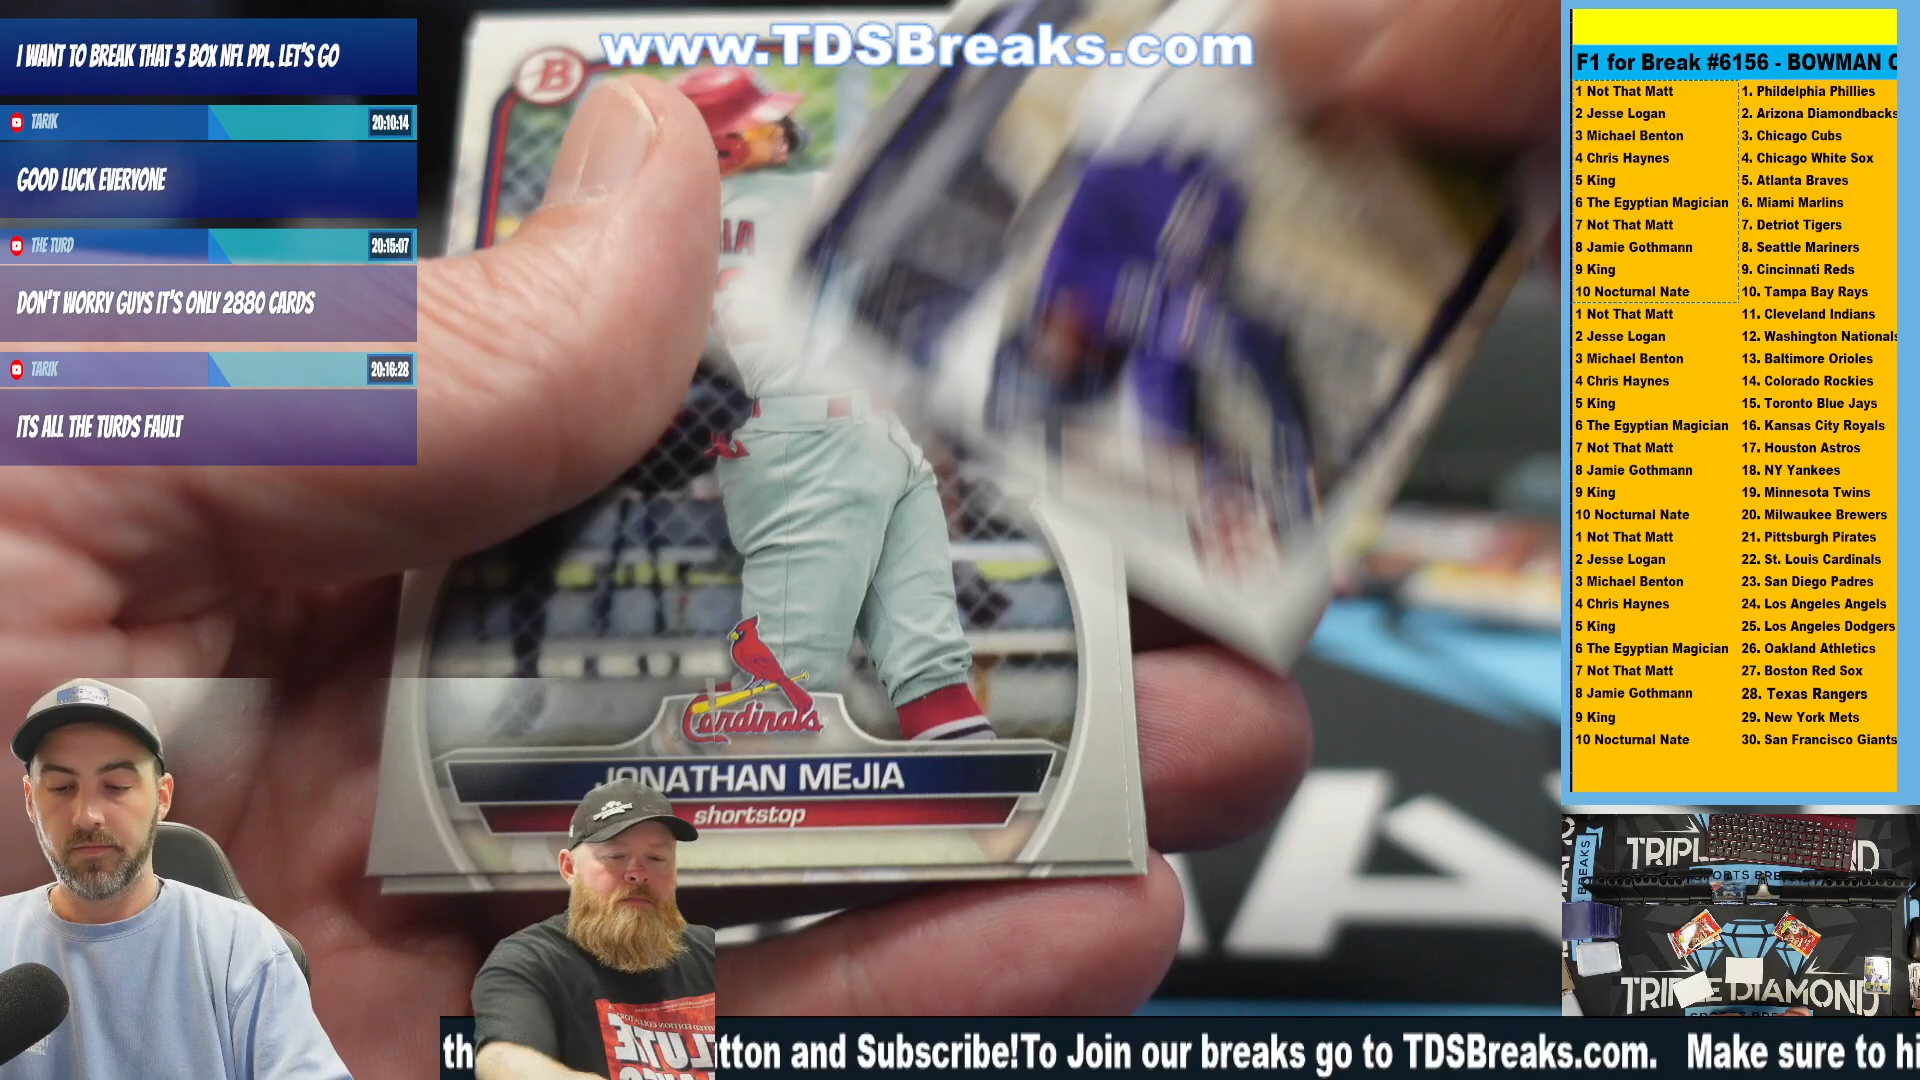 I WANT TO BREAK THAT 3 BOX NFL PPL, LET'S GO
TARIK
20:10:14
GOOD LUCK EVERYONE
THE TURD
20:15:07
DON'T WORRY GUYS IT'S ONLY 2880 CARDS
TARIK
20:16:28
ITS ALL THE TURDS FAULT
www.TDSBreaks.com
B
Cardinals
JONATHAN MEJIA
shortstop
F1 for Break #6156 - BOWMAN C
1 Not That Matt 1. Phildelphia Phillies
2 Jesse Logan 2. Arizona Diamondbacks
3 Michael Benton 3. Chicago Cubs
4 Chris Haynes 4. Chicago White Sox
5 King 5. Atlanta Braves
6 The Egyptian Magician 6. Miami Marlins
7 Not That Matt 7. Detriot Tigers
8 Jamie Gothmann 8. Seattle Mariners
9 King 9. Cincinnati Reds
10 Nocturnal Nate 10. Tampa Bay Rays
1 Not That Matt 11. Cleveland Indians
2 Jesse Logan 12. Washington Nationals
3 Michael Benton 13. Baltimore Orioles
4 Chris Haynes 14. Colorado Rockies
5 King 15. Toronto Blue Jays
6 The Egyptian Magician 16. Kansas City Royals
7 Not That Matt 17. Houston Astros
8 Jamie Gothmann 18. NY Yankees
9 King 19. Minnesota Twins
10 Nocturnal Nate 20. Milwaukee Brewers
1 Not That Matt 21. Pittsburgh Pirates
2 Jesse Logan 22. St. Louis Cardinals
3 Michael Benton 23. San Diego Padres
4 Chris Haynes 24. Los Angeles Angels
5 King 25. Los Angeles Dodgers
6 The Egyptian Magician 26. Oakland Athletics
7 Not That Matt 27. Boston Red Sox
8 Jamie Gothmann 28. Texas Rangers
9 King 29. New York Mets
10 Nocturnal Nate 30. San Francisco Giants
BREAKS
TRIPLE DIAMOND
th tton and Subscribe!To Join our breaks go to TDSBreaks.com. Make sure to hi